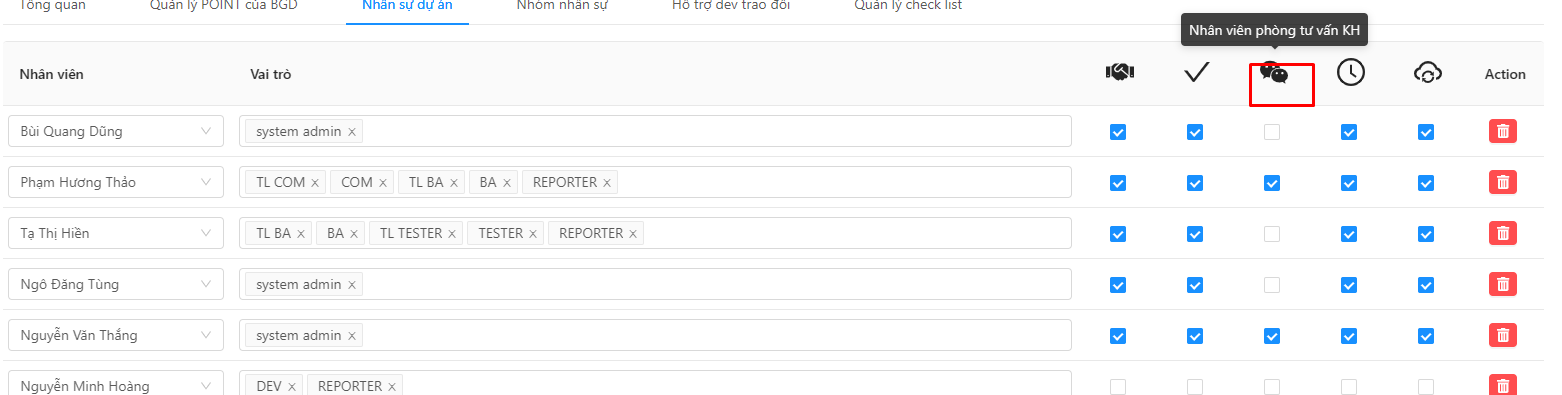 Tổng quan Quản lý POINT của BGD Nhân sự dự án Nhóm nhân sự Hỗ trợ dev trao đổi Quản lý check list
Nhân viên phòng tư vấn KH
Nhân viên Vai trò Action
Bùi Quang Dũng system admin x
Phạm Hương Thảo TL COM x COM x TL BA x BA x REPORTER x
Tạ Thị Hiền TL BA x BA x TL TESTER x TESTER x REPORTER x
Ngô Đăng Tùng system admin x
Nguyễn Văn Thắng system admin x
Nguyễn Minh Hoàng DEV x REPORTER x